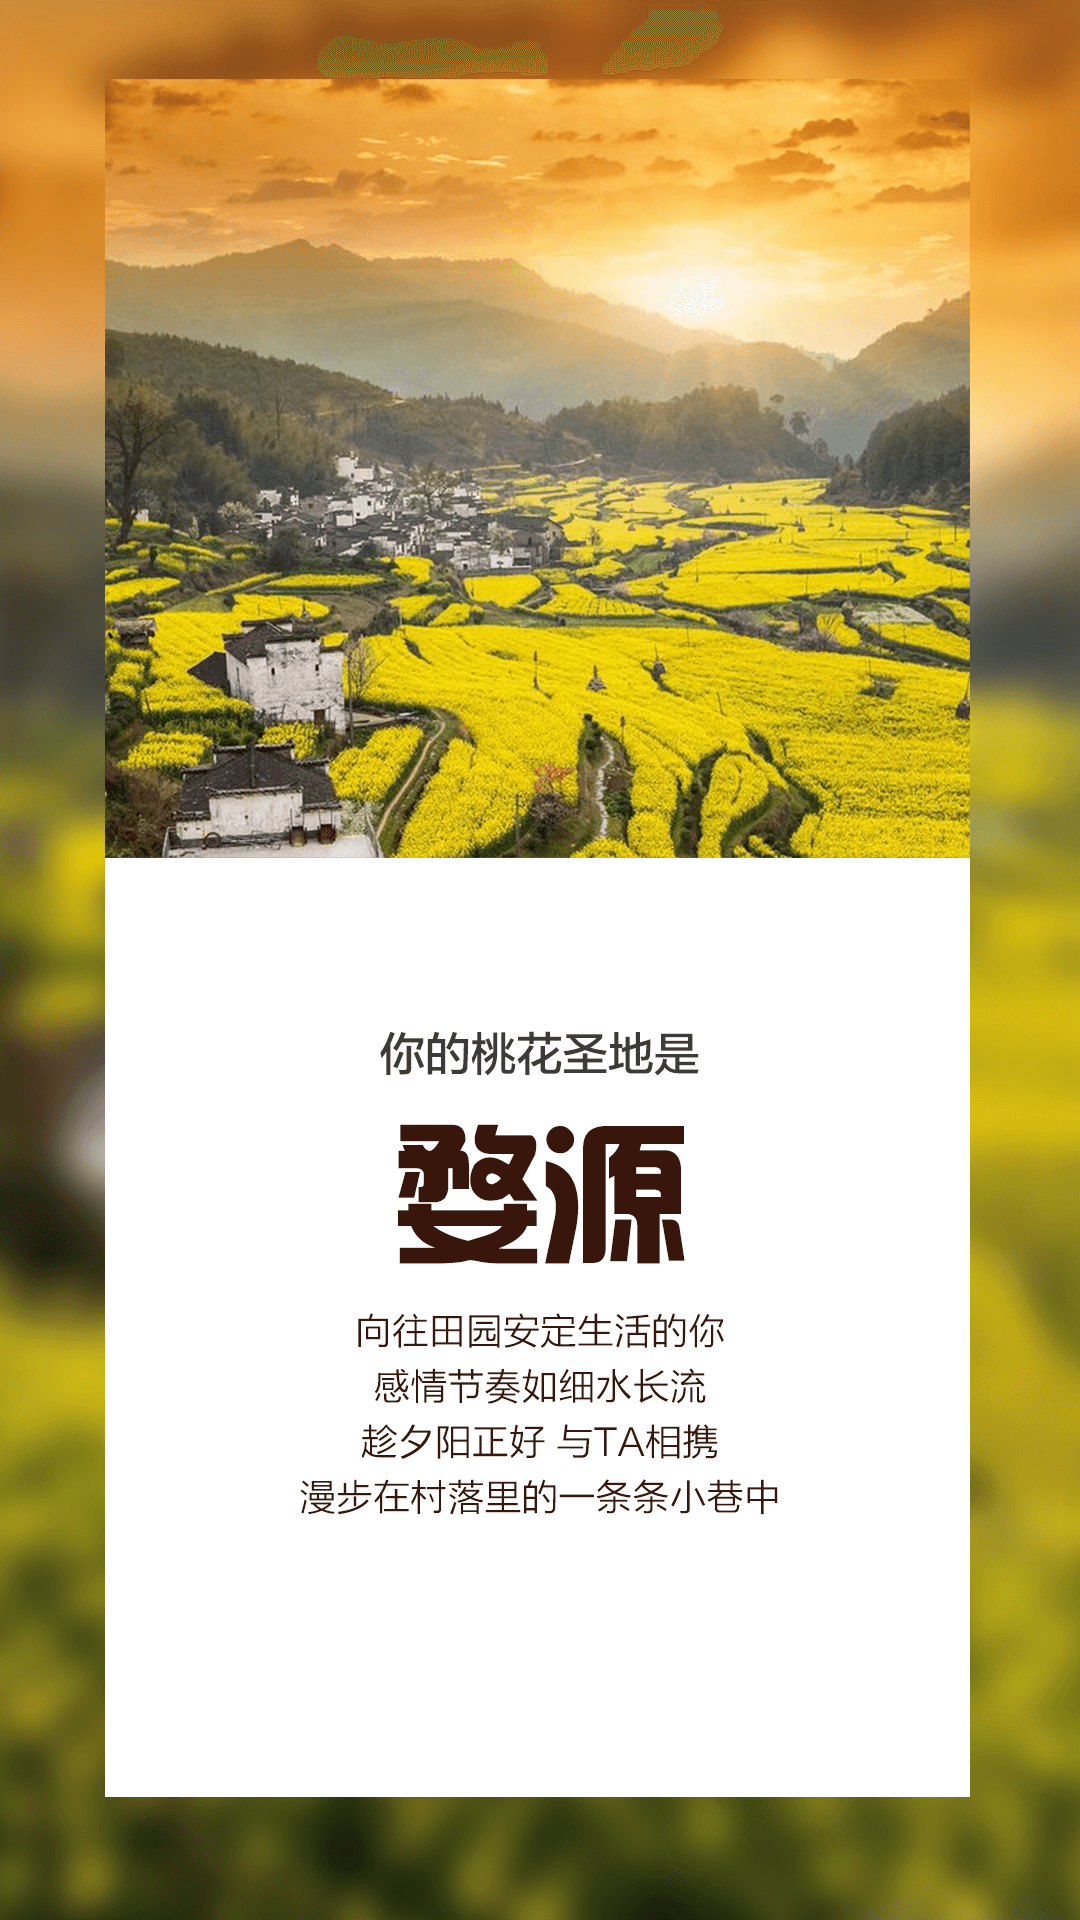 你的桃花圣地是
婺源
向往田园安定生活的你
感情节奏如细水长流
趁夕阳正好 与TA相携
漫步在村落里的一条条小巷中